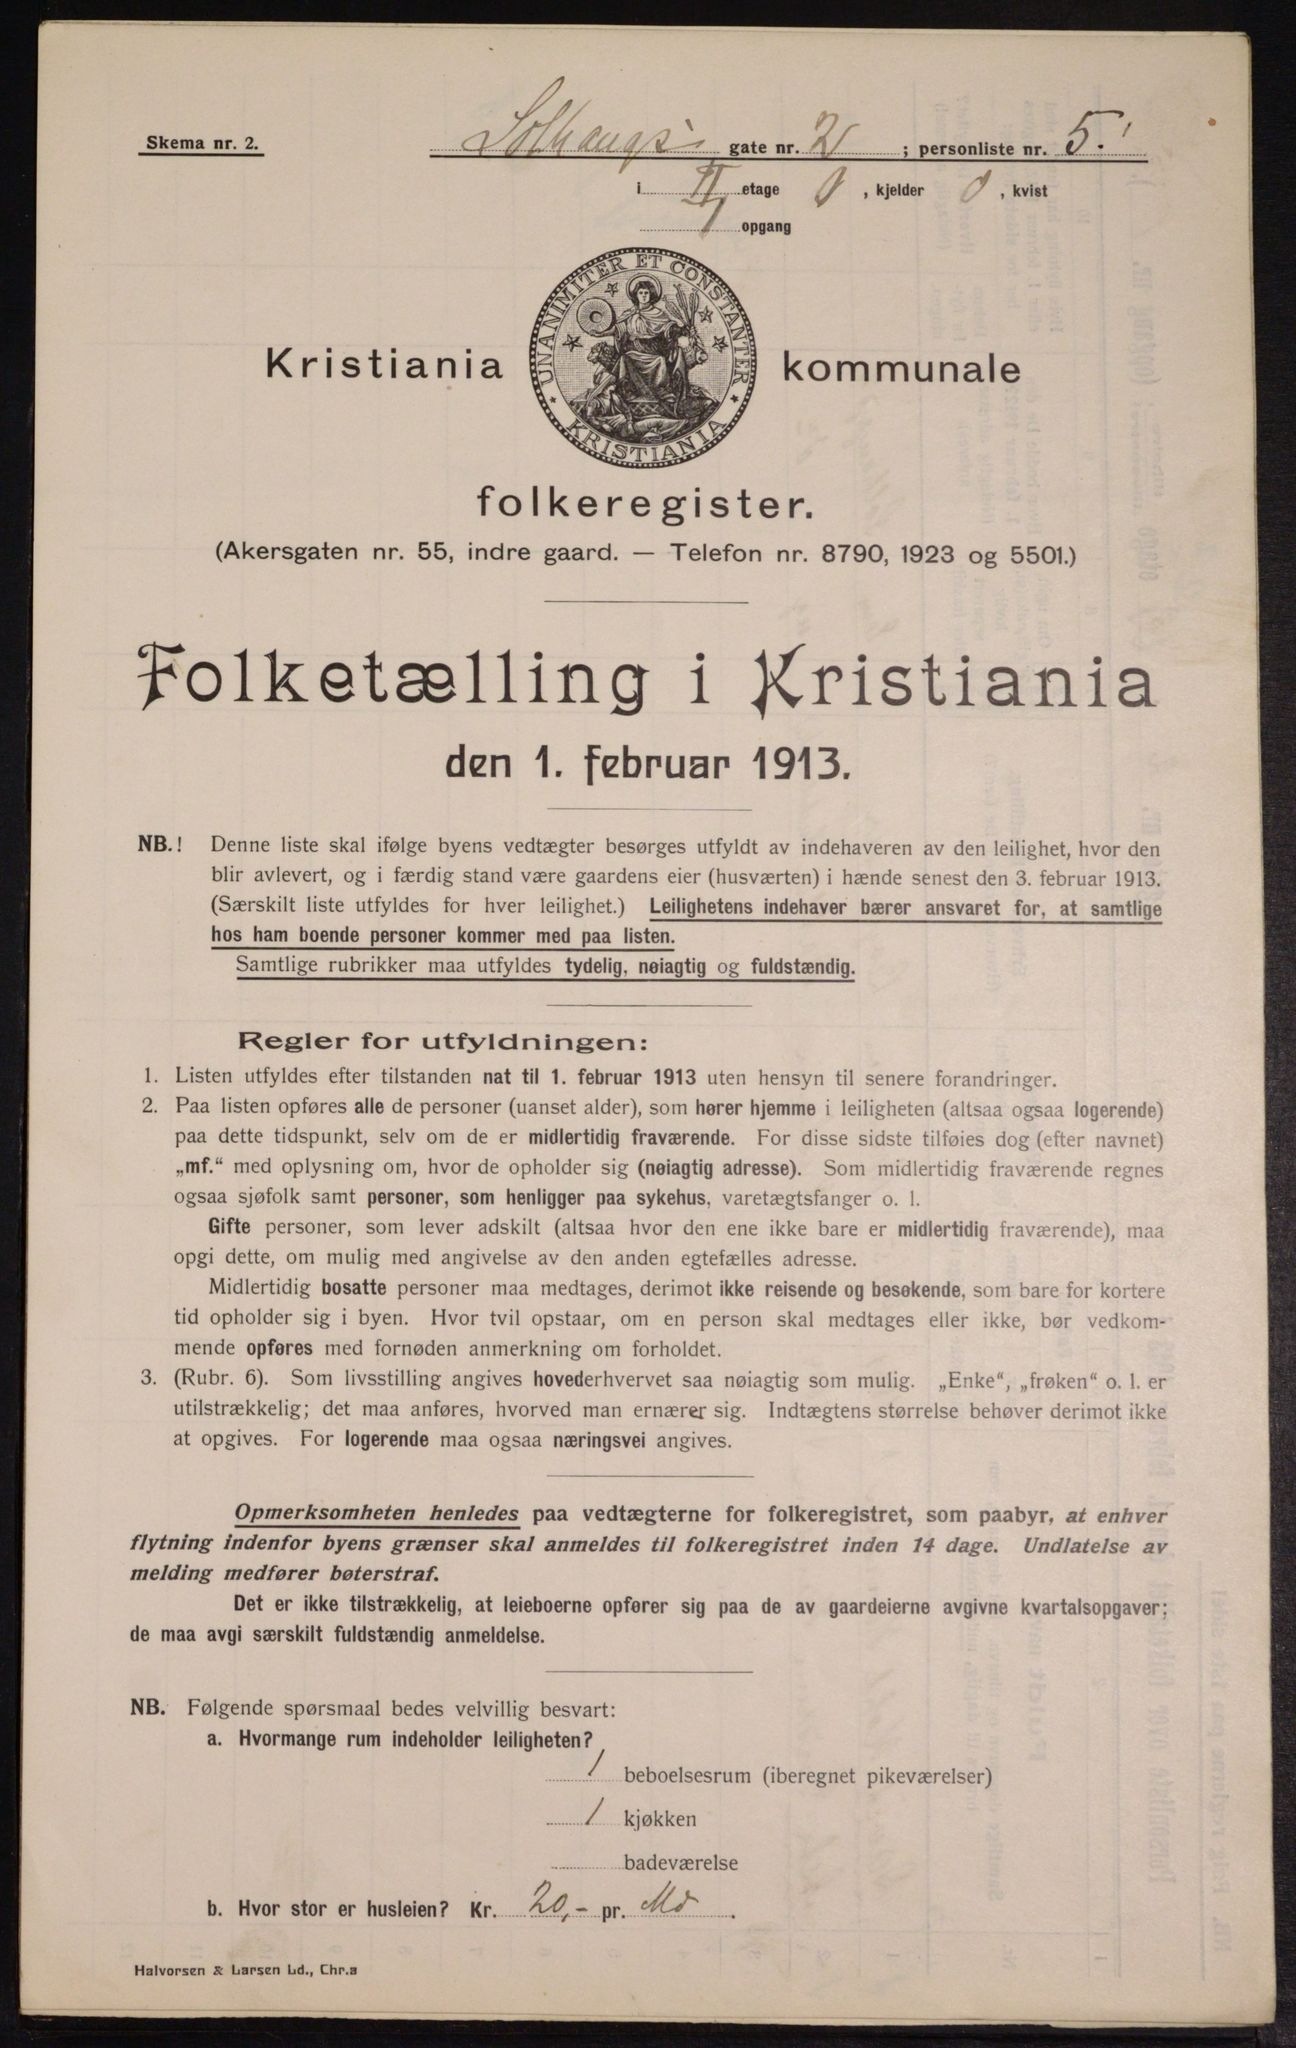 Skema nr. 2.
Solhaugs gate nr. 2 ; personliste nr. 5.
i II etage 0, kjelder 0, kvist
opgang
UNANIMITER ET CONSTANTER
KRISTIANIA
Kristiania kommunale
folkeregister.
(Akersgaten nr. 55, indre gaard. — Telefon nr. 8790, 1923 og 5501.)
Folketælling i Kristiania
den 1. februar 1913.
NB.! Denne liste skal ifølge byens vedtægter besørges utfyldt av indehaveren av den leilighet, hvor den
blir avlevert, og i færdig stand være gaardens eier (husværten) i hænde senest den 3. februar 1913.
(Særskilt liste utfyldes for hver leilighet.) Leilighetens indehaver bærer ansvaret for, at samtlige
hos ham boende personer kommer med paa listen.
Samtlige rubrikker maa utfyldes tydelig, nøiagtig og fuldstændig.
Regler for utfyldningen:
1. Listen utfyldes efter tilstanden nat til 1. februar 1913 uten hensyn til senere forandringer.
2. Paa listen opføres alle de personer (uanset alder), som hører hjemme i leiligheten (altsaa ogsaa logerende)
paa dette tidspunkt, selv om de er midlertidig fraværende. For disse sidste tilføies dog (efter navnet)
„mf.“ med oplysning om, hvor de opholder sig (nøiagtig adresse). Som midlertidig fraværende regnes
ogsaa sjøfolk samt personer, som henligger paa sykehus, varetægtsfanger o. l.
Gifte personer, som lever adskilt (altsaa hvor den ene ikke bare er midlertidig fraværende), maa
opgi dette, om mulig med angivelse av den anden egtefælles adresse.
Midlertidig bosatte personer maa medtages, derimot ikke reisende og besøkende, som bare for kortere
tid opholder sig i byen. Hvor tvil opstaar, om en person skal medtages eller ikke, bør vedkom-
mende opføres med fornøden anmerkning om forholdet.
3. (Rubr. 6). Som livsstilling angives hovederhvervet saa nøiagtig som mulig. „Enke“, „frøken“ o. l. er
utilstrækkelig; det maa anføres, hvorved man ernærer sig. Indtægtens størrelse behøver derimot ikke
at opgives. For logerende maa ogsaa næringsvei angives.
Opmerksomheten henledes paa vedtægterne for folkeregistret, som paabyr, at enhver
flytning indenfor byens grænser skal anmeldes til folkeregistret inden 14 dage. Undlatelse av
melding medfører bøterstraf.
Det er ikke tilstrækkelig, at leieboerne opfører sig paa de av gaardeierne avgivne kvartalsopgaver;
de maa avgi særskilt fuldstændig anmeldelse.
NB. Følgende spørsmaal bedes velvillig besvart:
a. Hvormange rum indeholder leiligheten?
1 beboelsesrum (iberegnet pikeværelser)
1 kjøkken
badeværelse
b. Hvor stor er husleien? Kr. 20,- pr. Md.
Halvorsen & Larsen Ld., Chr.a